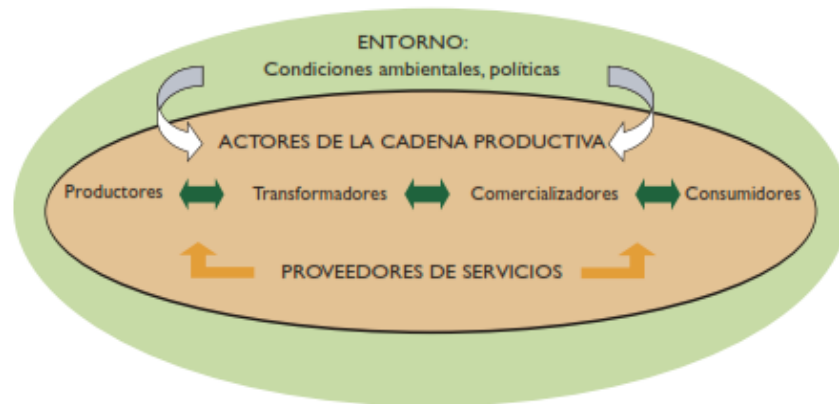 ENTORNO:
Condiciones ambientales, políticas
ACTORES DE LA CADENA PRODUCTIVA
Productores
Transformadores
Comercializadores
Consumidores
PROVEEDORES DE SERVICIOS